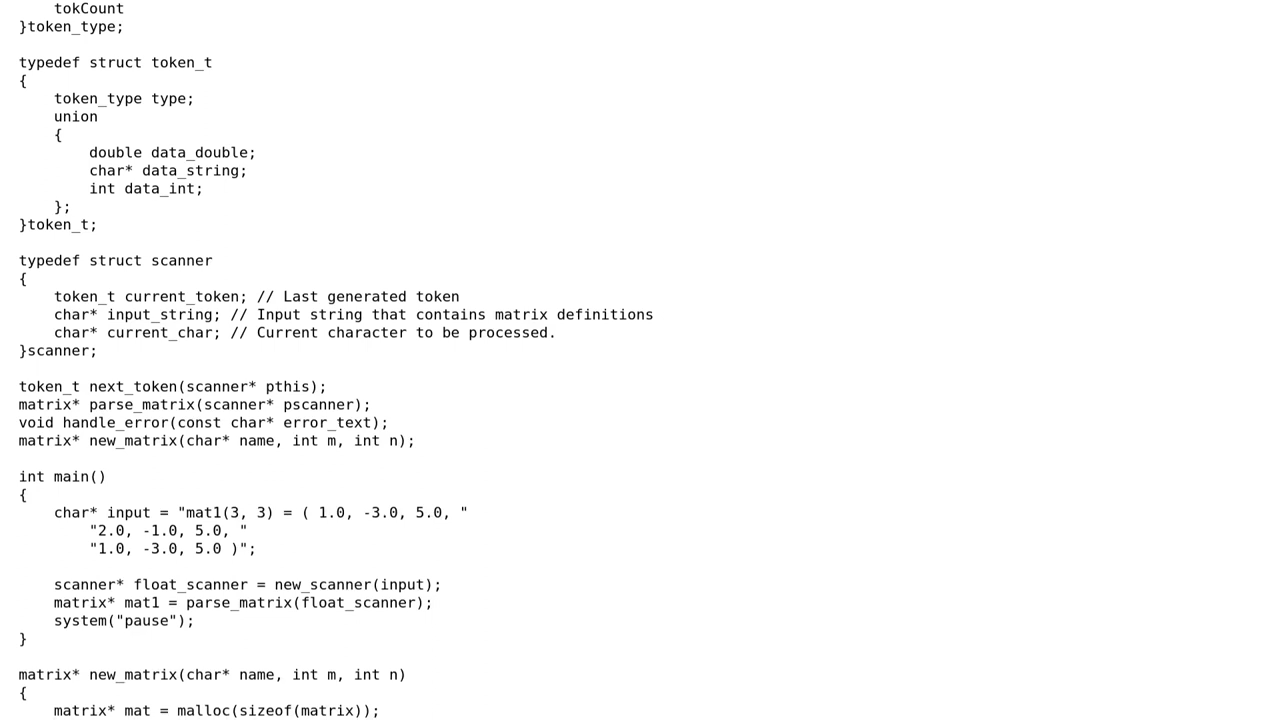 tokCount
}token_type;

typedef struct token_t
{
    token_type type;
    union
    {
        double data_double;
        char* data_string;
        int data_int;
    };
}token_t;

typedef struct scanner
{
    token_t current_token; // Last generated token
    char* input_string; // Input string that contains matrix definitions
    char* current_char; // Current character to be processed.
}scanner;

token_t next_token(scanner* pthis);
matrix* parse_matrix(scanner* pscanner);
void handle_error(const char* error_text);
matrix* new_matrix(char* name, int m, int n);

int main()
{
    char* input = "mat1(3, 3) = ( 1.0, -3.0, 5.0, "
        "2.0, -1.0, 5.0, "
        "1.0, -3.0, 5.0 )";

    scanner* float_scanner = new_scanner(input);
    matrix* mat1 = parse_matrix(float_scanner);
    system("pause");
}

matrix* new_matrix(char* name, int m, int n)
{
    matrix* mat = malloc(sizeof(matrix));